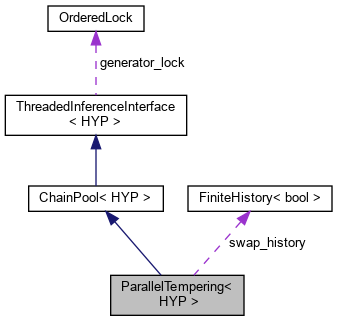 OrderedLock
generator_lock
ThreadedInferenceInterface
< HYP >
ChainPool< HYP >
FiniteHistory< bool >
swap_history
ParallelTempering<
HYP >